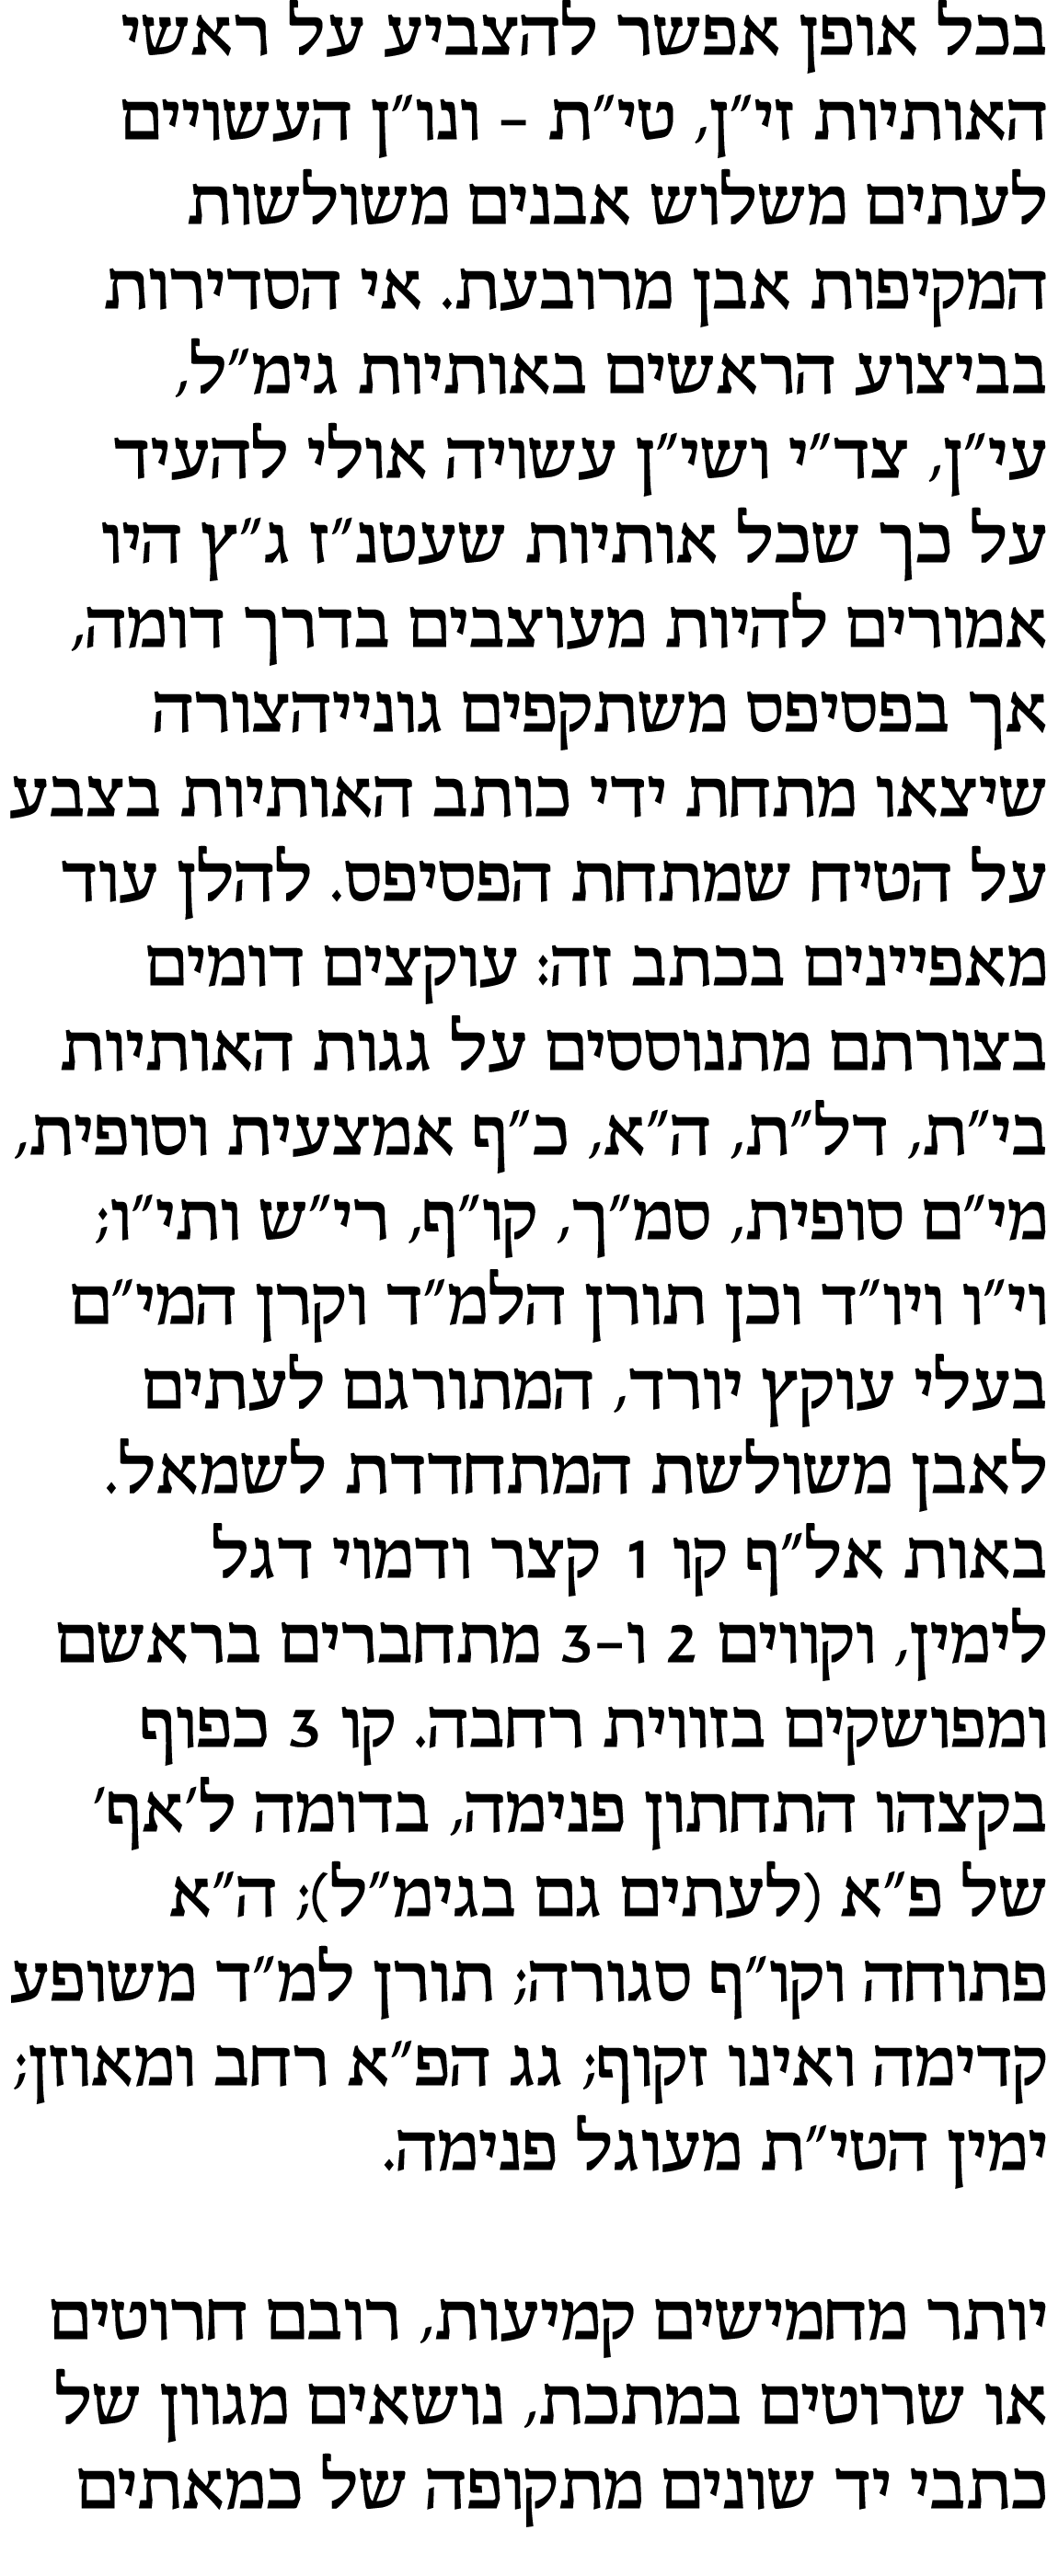 בכל אופן אפשר להצביע על ראשי
האותיות זי״ן, טי״ת – ונו״ן העשויים
לעתים משלוש אבנים משולשות
המקיפות אבן מרובעת. אי הסדירות
בביצוע הראשים באותיות גימ״ל,
עי״ן, צד״י ושי״ן עשויה אולי להעיד
על כך שכל אותיות שעטנ״ז ג״ץ היו
אמורים להיות מעוצבים בדרך דומה,
אך בפסיפס משתקפים גונייהצורה
שיצאו מתחת ידי כותב האותיות בצבע
על הטיח שמתחת הפסיפס. להלן עוד
מאפיינים בכתב זה: עוקצים דומים
בצורתם מתנוססים על גגות האותיות
בי״ת, דל״ת, ה״א, כ״ף אמצעית וסופית,
מי״ם סופית, סמ״ך, קו״ף, רי״ש ותי״ו;
וי״ו ויו״ד וכן תורן הלמ״ד וקרן המי״ם
בעלי עוקץ יורד, המתורגם לעתים
לאבן משולשת המתחדדת לשמאל.
באות אל״ף קו 1 קצר ודמוי דגל
לימין, וקווים 2 ו–3 מתחברים בראשם
ומפושקים בזווית רחבה. קו 3 כפוף
בקצהו התחתון פנימה, בדומה ל׳אף׳
של פ״א (לעתים גם בגימ״ל); ה״א
פתוחה וקו״ף סגורה; תורן למ״ד משופע
קדימה ואינו זקוף; גג הפ״א רחב ומאוזן;
ימין הטי״ת מעוגל פנימה.
יותר מחמישים קמיעות, רובם חרוטים
או שרוטים במתכת, נושאים מגוון של
כתבי יד שונים מתקופה של כמאתים